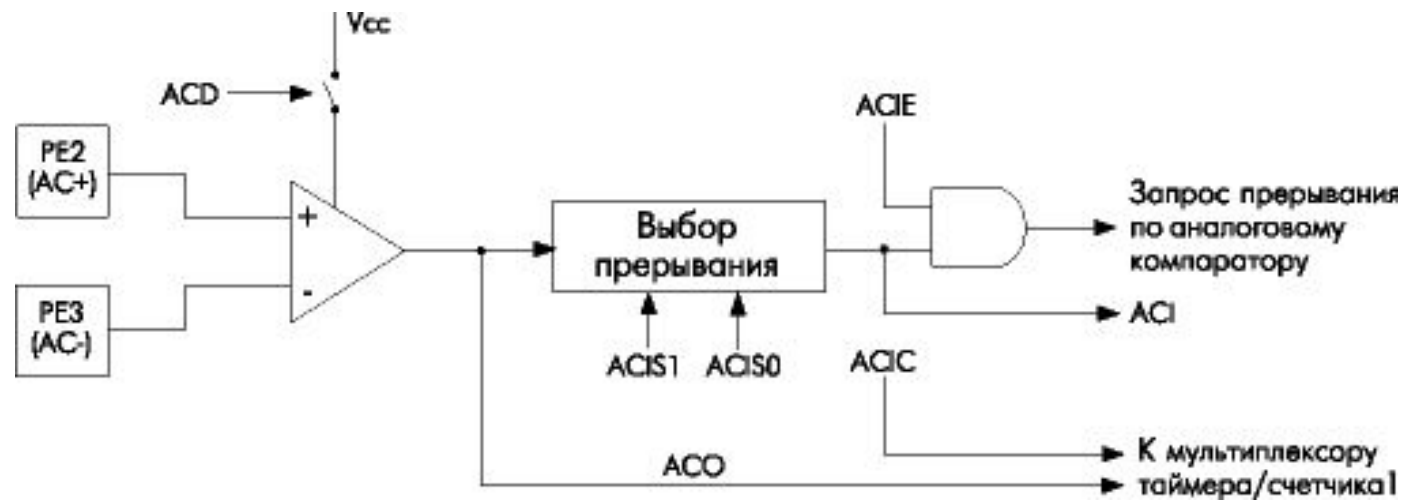 Vcc
ACD
ACIE
PE2
(AC+)
Запрос прерывания
по аналоговому
компаратору
+
Выбор
прерывания
-
PE3
(AC-)
ACI
ACIS1
ACIS0
ACIC
К мультиплексору
ACO
таймера/счетчика1